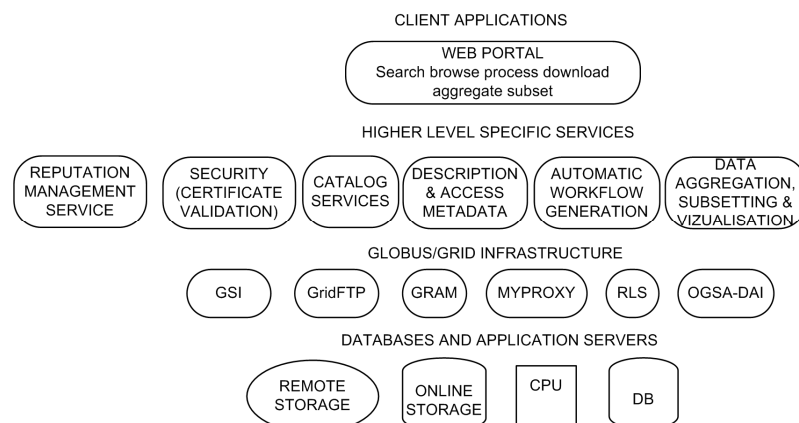 CLIENT APPLICATIONS
WEB PORTAL
Search browse process download
aggregate subset
HIGHER LEVEL SPECIFIC SERVICES
REPUTATION
MANAGEMENT
SERVICE
SECURITY
(CERTIFICATE
VALIDATION)
CATALOG
SERVICES
DESCRIPTION
& ACCESS
METADATA
AUTOMATIC
WORKFLOW
GENERATION
DATA
AGGREGATION,
SUBSETTING &
VIZUALISATION
GLOBUS/GRID INFRASTRUCTURE
GSI
GridFTP
GRAM
MYPROXY
RLS
OGSA-DAI
DATABASES AND APPLICATION SERVERS
REMOTE
STORAGE
ONLINE
STORAGE
CPU
DB